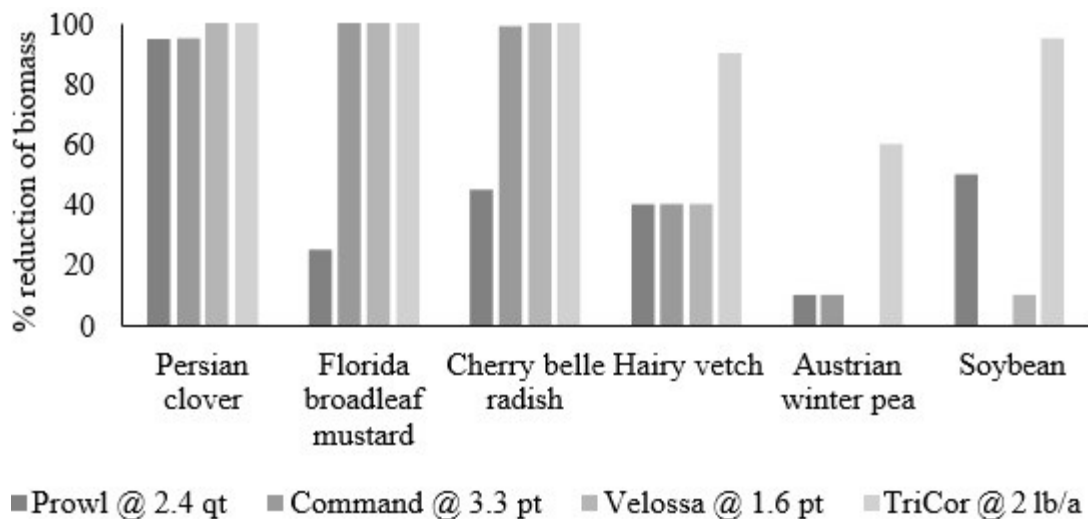 % reduction of biomass
100
80
60
40
20
0
Persian clover
Florida broadleaf mustard
Cherry belle radish
Hairy vetch
Austrian winter pea
Soybean
Prowl @ 2.4 qt
Command @ 3.3 pt
Velossa @ 1.6 pt
TriCor @ 2 lb/a